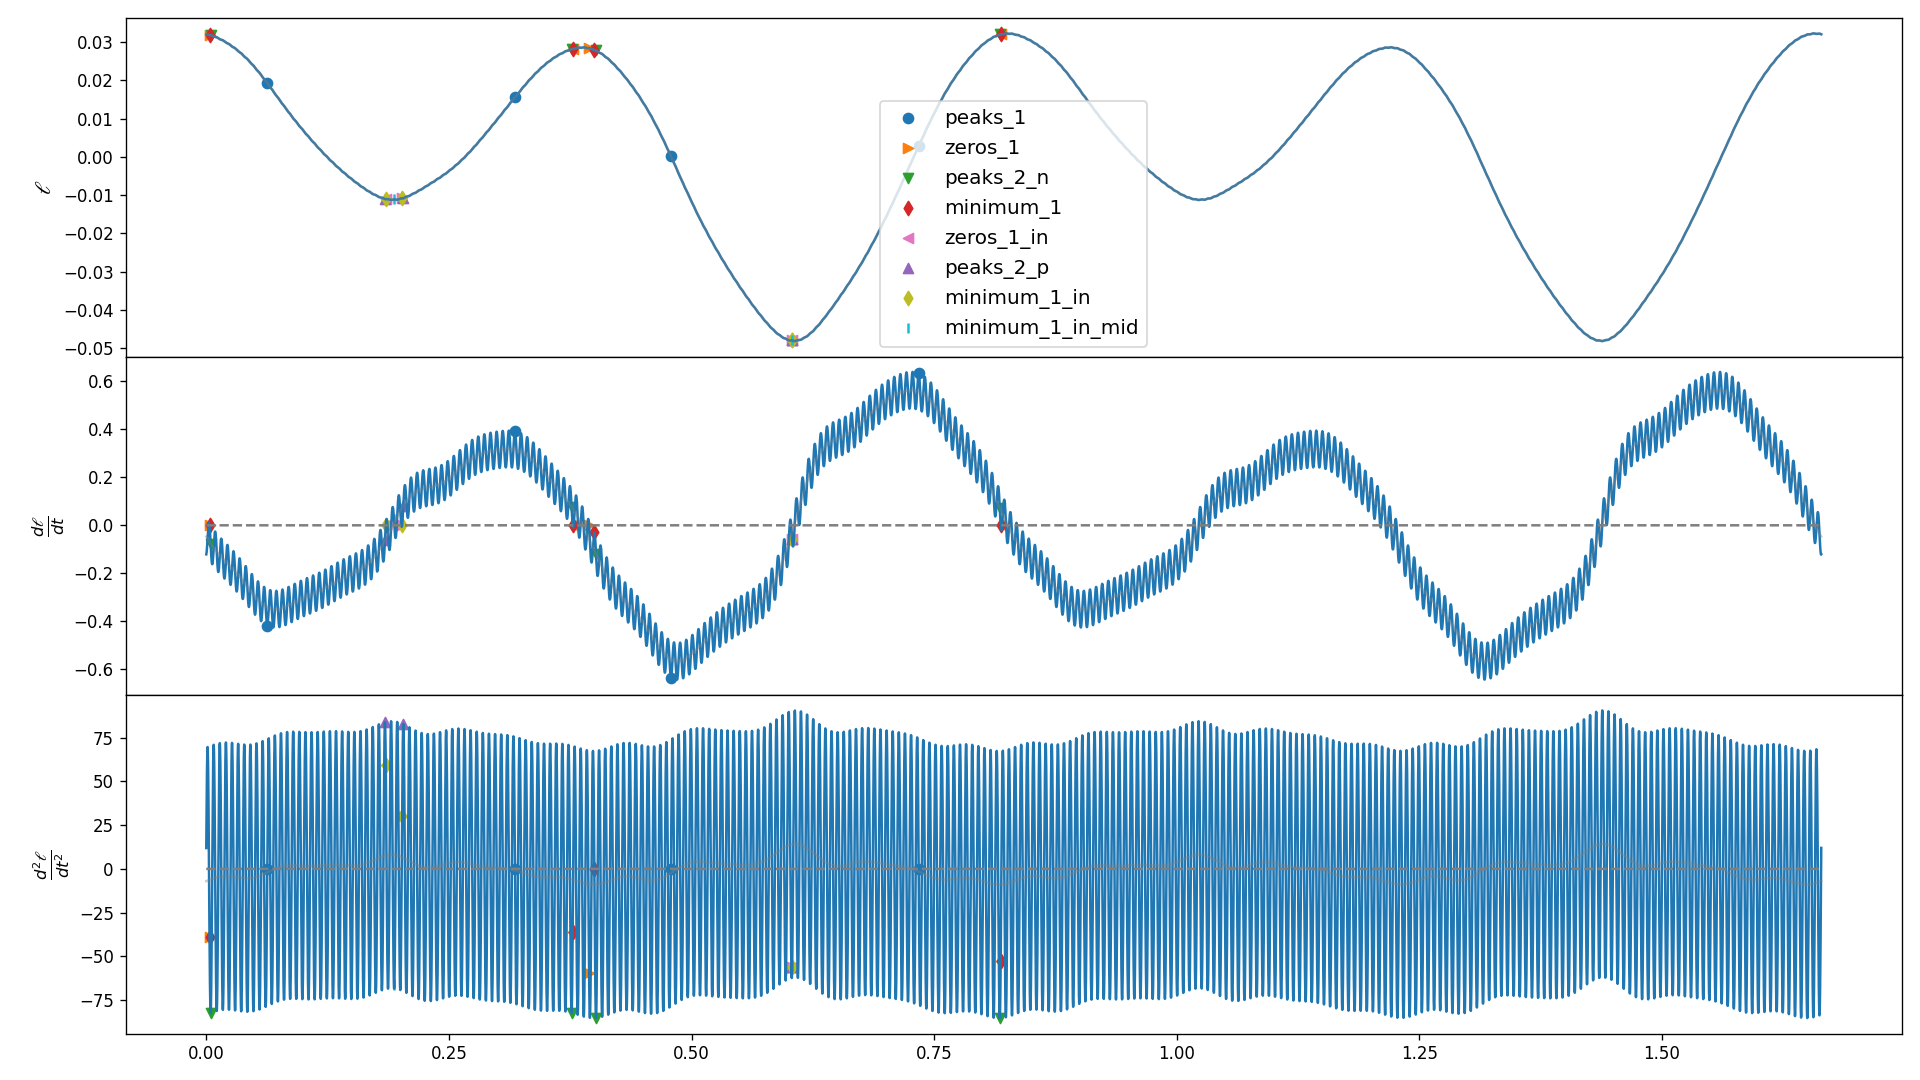 0.03
0.02
0.01
0.00
−0.01
−0.02
−0.03
−0.04
−0.05
ℓ
peaks_1
zeros_1
peaks_2_n
minimum_1
zeros_1_in
peaks_2_p
minimum_1_in
minimum_1_in_mid
0.6
0.4
0.2
0.0
−0.2
−0.4
−0.6
dℓ
dt
75
50
25
0
−25
−50
−75
d²ℓ
dt²
0.00 0.25 0.50 0.75 1.00 1.25 1.50